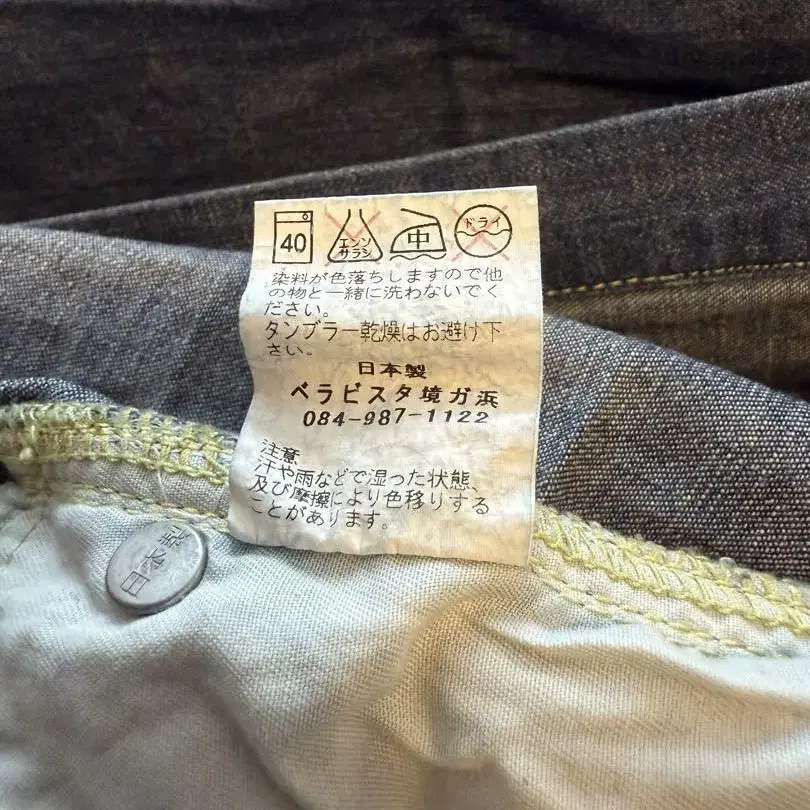 40
エンソ
サラシ
中
ドライ
染料が色落ちしますので他
の物と一緒に洗わないでく
ださい。
タンブラー乾燥はお避け下
さい。
日本製
ベラビスタ境ガ浜
084-987-1122
注意
汗や雨などで湿った状態、
及び摩擦により色移りする
ことがあります。
日本製